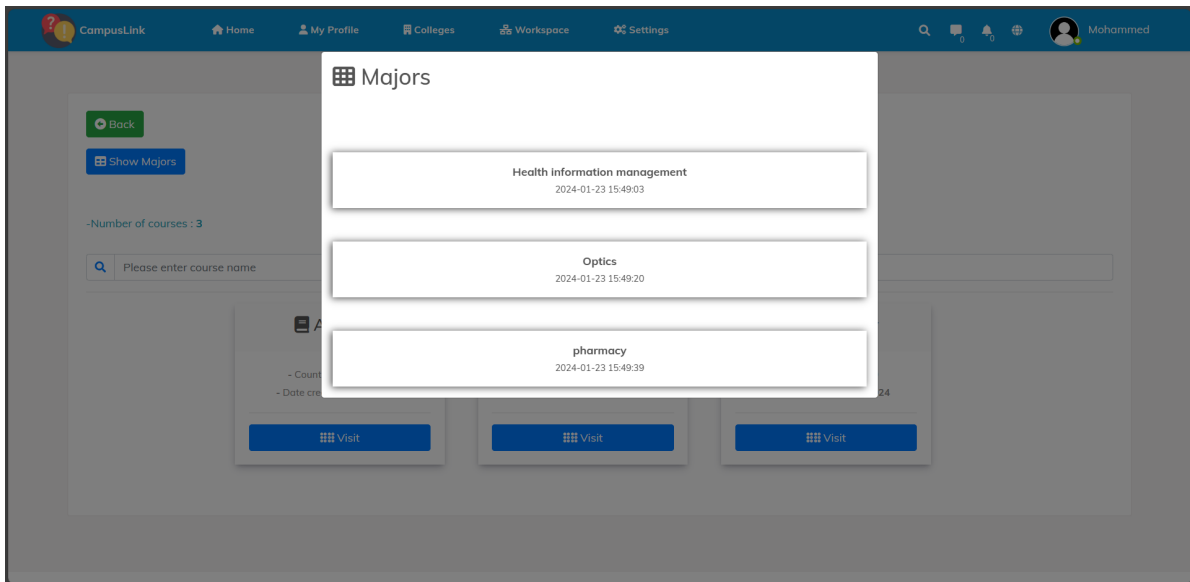 CampusLink
Home
My Profile
Colleges
Workspace
Settings
0
0
Mohammed
Majors
Back
Show Majors
Health information management
2024-01-23 15:49:03
-Number of courses : 3
Optics
2024-01-23 15:49:20
Please enter course name
pharmacy
2024-01-23 15:49:39
- Count
- Date cre
24
Visit
Visit
Visit